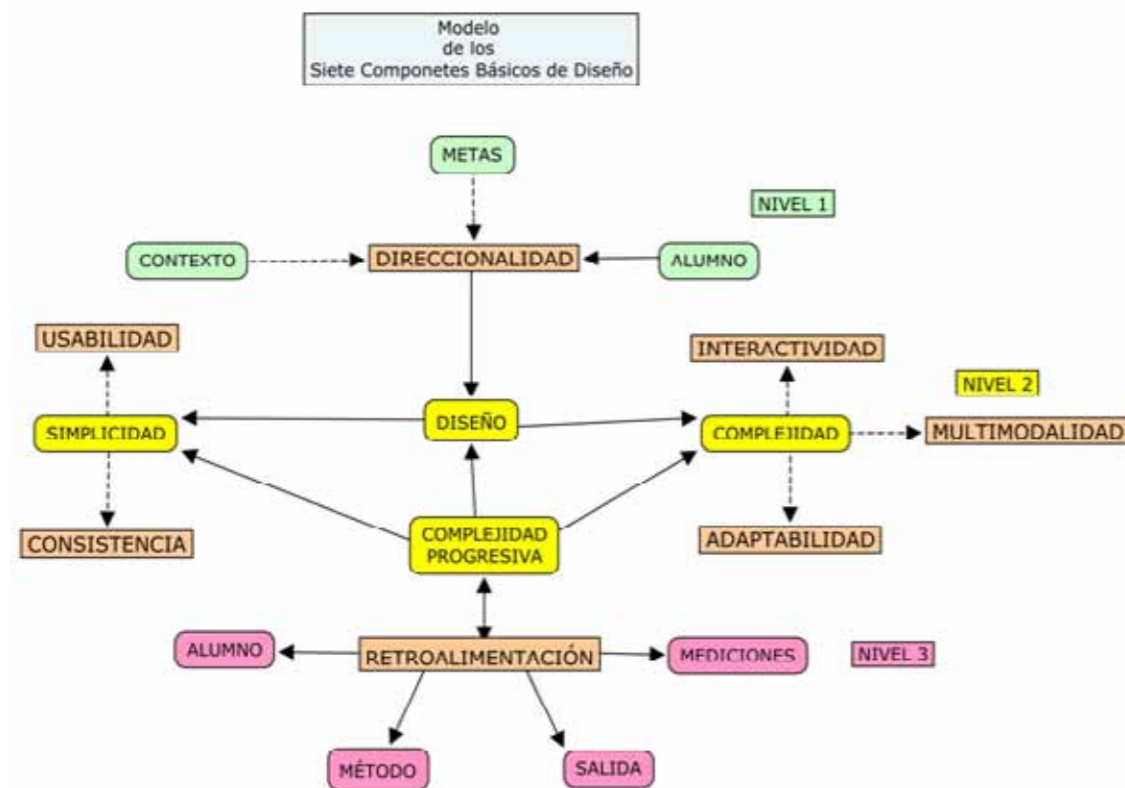 Modelo
de los
Siete Componetes Básicos de Diseño
METAS
NIVEL 1
CONTEXTO
DIRECCIONALIDAD
ALUMNO
USABILIDAD
INTERACTIVIDAD
NIVEL 2
SIMPLICIDAD
DISEÑO
COMPLEJIDAD
MULTIMODALIDAD
CONSISTENCIA
COMPLEJIDAD
PROGRESIVA
ADAPTABILIDAD
ALUMNO
RETROALIMENTACIÓN
MEDICIONES
NIVEL 3
MÉTODO
SALIDA